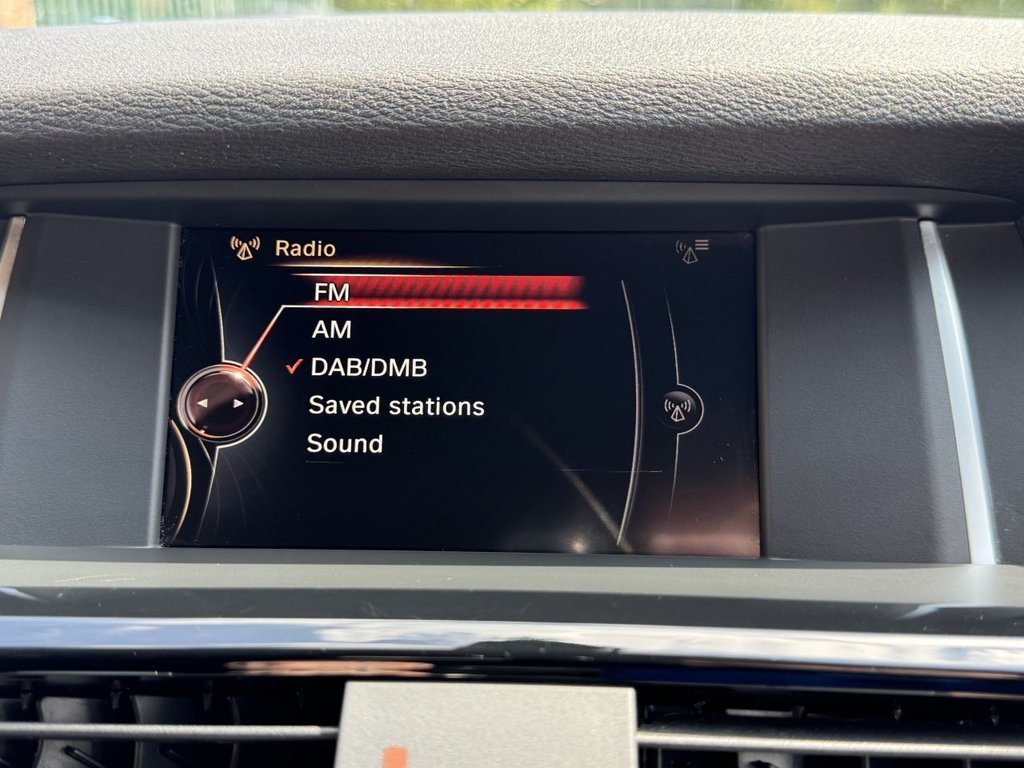 Radio
FM
AM
DAB/DMB
Saved stations
Sound